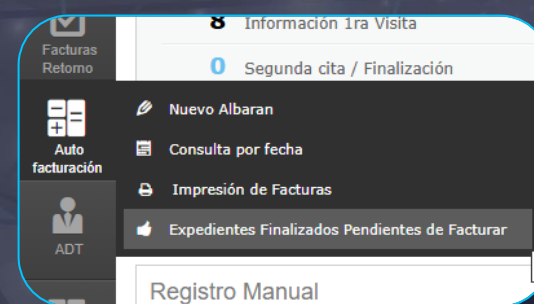 8 Información 1ra Visita
Facturas
Retorno
0 Segunda cita / Finalización
Nuevo Albaran
Auto
facturación
Consulta por fecha
Impresión de Facturas
Expedientes Finalizados Pendientes de Facturar
ADT
Registro Manual